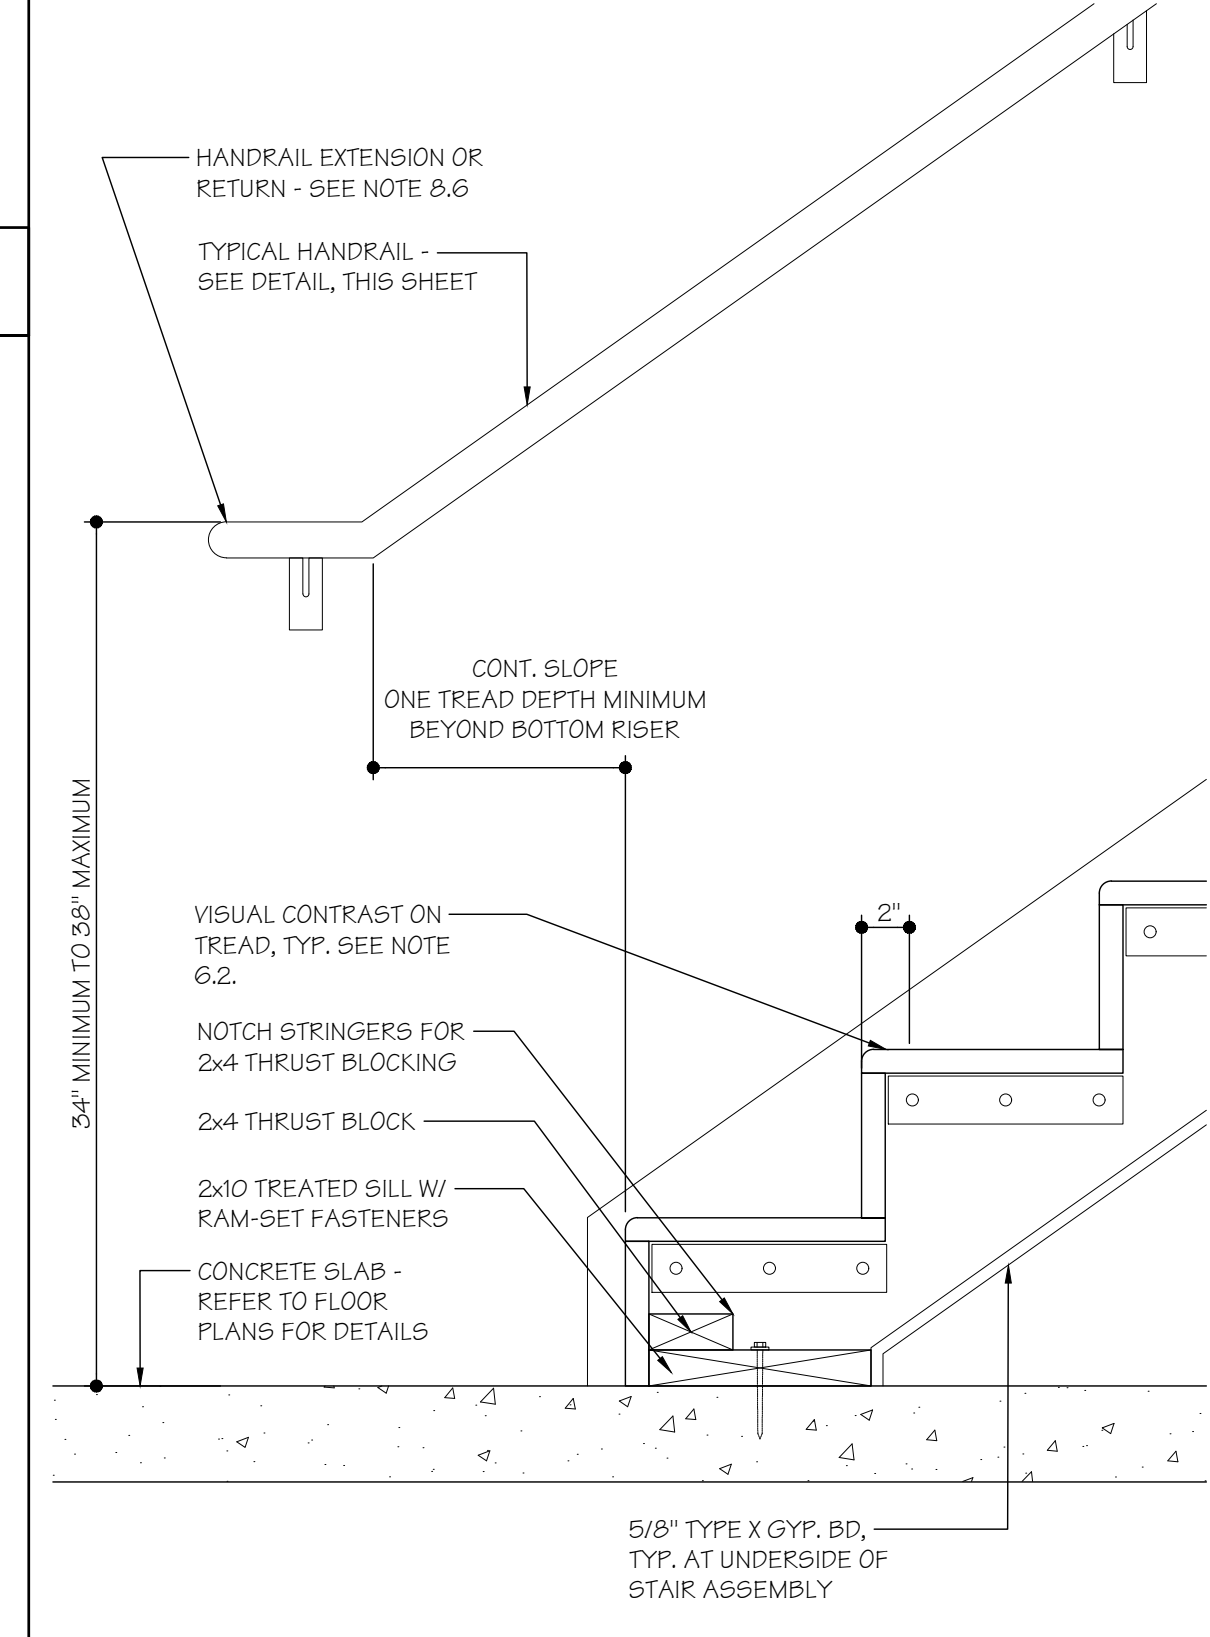 HANDRAIL EXTENSION OR
RETURN - SEE NOTE 8.6
TYPICAL HANDRAIL -
SEE DETAIL, THIS SHEET
CONT. SLOPE
ONE TREAD DEPTH MINIMUM
BEYOND BOTTOM RISER
34" MINIMUM TO 38" MAXIMUM
2"
VISUAL CONTRAST ON
TREAD, TYP. SEE NOTE
6.2.
NOTCH STRINGERS FOR
2x4 THRUST BLOCKING
2x4 THRUST BLOCK
2x10 TREATED SILL W/
RAM-SET FASTENERS
CONCRETE SLAB -
REFER TO FLOOR
PLANS FOR DETAILS
5/8" TYPE X GYP. BD,
TYP. AT UNDERSIDE OF
STAIR ASSEMBLY